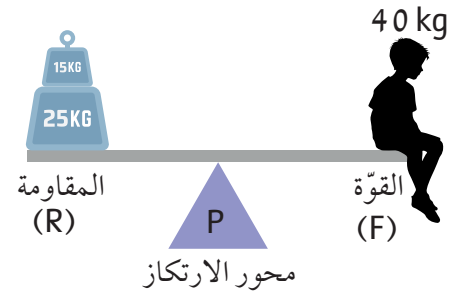 40 kg
15KG
25KG
المقاومة
(R)
القوّة
(F)
P
محور الارتكاز